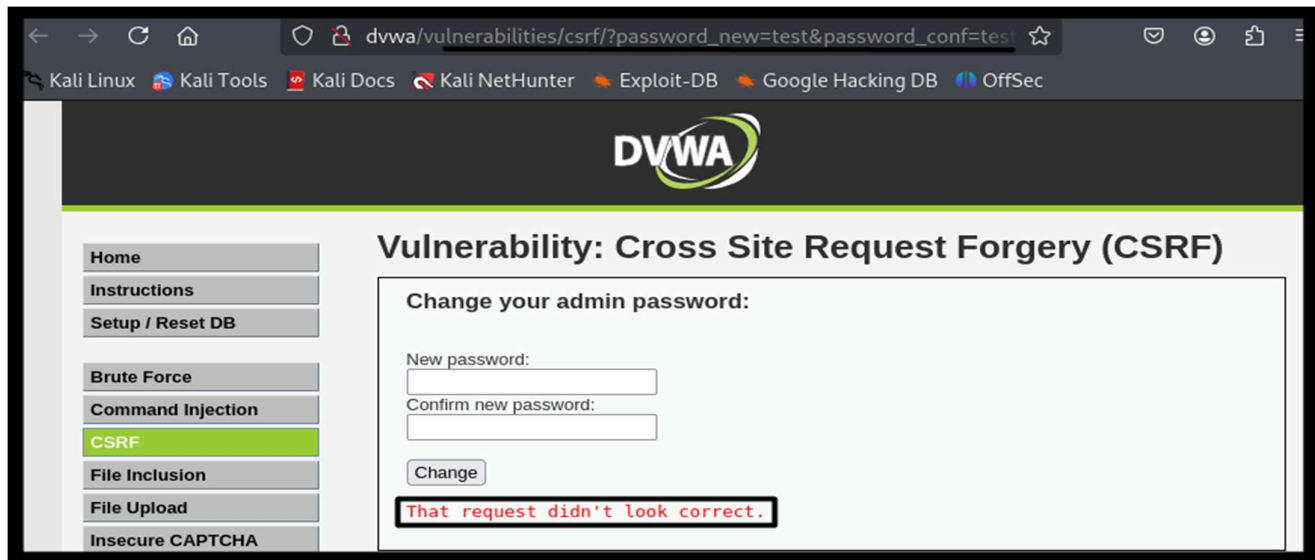 dvwa/vulnerabilities/csrf/?password_new=test&password_conf=test
Kali Linux Kali Tools Kali Docs Kali NetHunter Exploit-DB Google Hacking DB OffSec
DVWA
Vulnerability: Cross Site Request Forgery (CSRF)
Home
Instructions
Setup / Reset DB
Brute Force
Command Injection
CSRF
File Inclusion
File Upload
Insecure CAPTCHA
Change your admin password:
New password:
Confirm new password:
Change
That request didn't look correct.